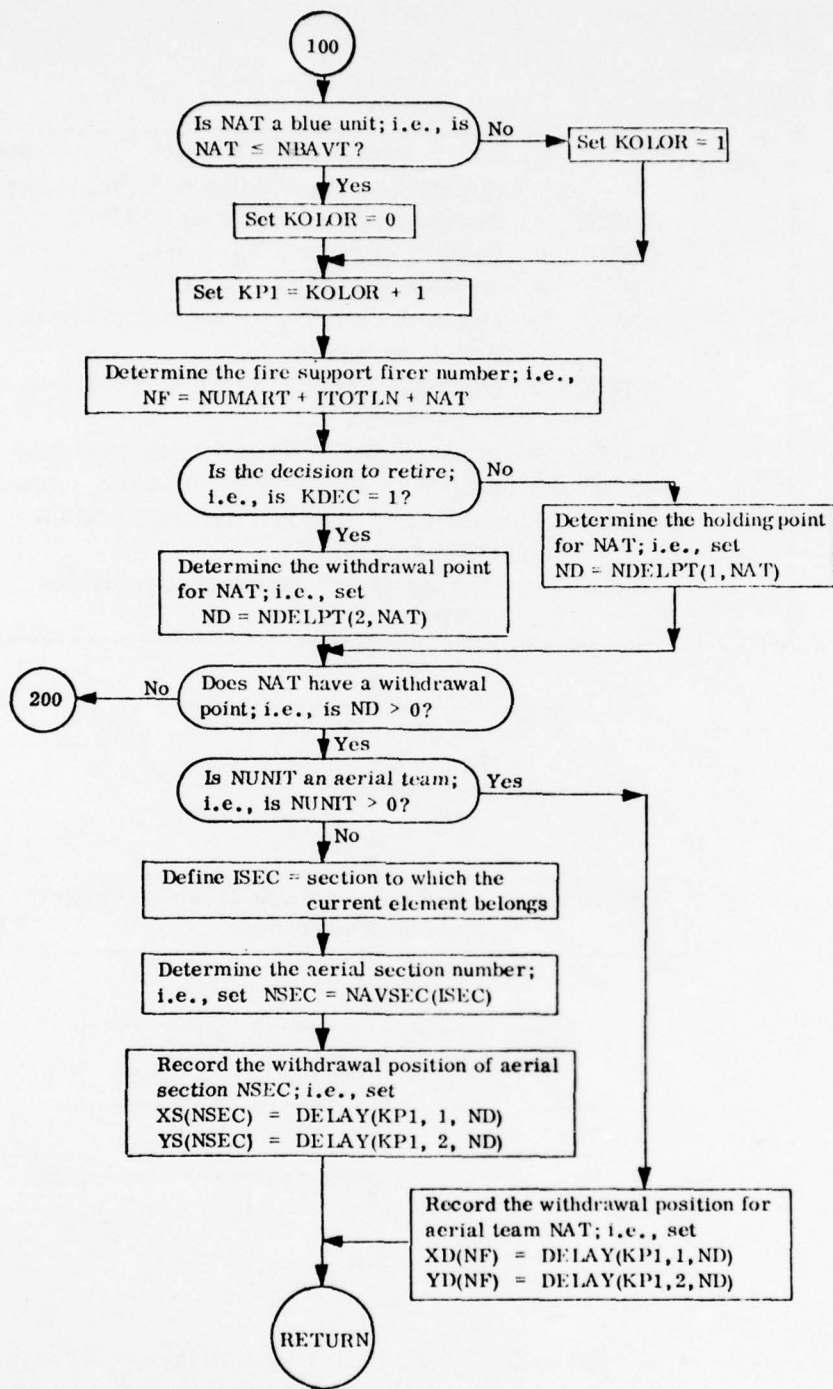 100
Is NAT a blue unit; i.e., is
NAT ≤ NBAVT?
No
Set KOLOR = 1
Yes
Set KOLOR = 0
Set KP1 = KOLOR + 1
Determine the fire support firer number; i.e.,
NF = NUMART + ITOTLN + NAT
Is the decision to retire;
i.e., is KDEC = 1?
No
Determine the holding point
for NAT; i.e., set
ND = NDELPT(1, NAT)
Yes
Determine the withdrawal point
for NAT; i.e., set
ND = NDELPT(2, NAT)
Does NAT have a withdrawal
point; i.e., is ND > 0?
No
200
Yes
Is NUNIT an aerial team;
i.e., is NUNIT > 0?
Yes
No
Define ISEC = section to which the
current element belongs
Determine the aerial section number;
i.e., set NSEC = NAVSEC(ISEC)
Record the withdrawal position of aerial
section NSEC; i.e., set
XS(NSEC) = DELAY(KP1, 1, ND)
YS(NSEC) = DELAY(KP1, 2, ND)
Record the withdrawal position for
aerial team NAT; i.e., set
XD(NF) = DELAY(KP1, 1, ND)
YD(NF) = DELAY(KP1, 2, ND)
RETURN